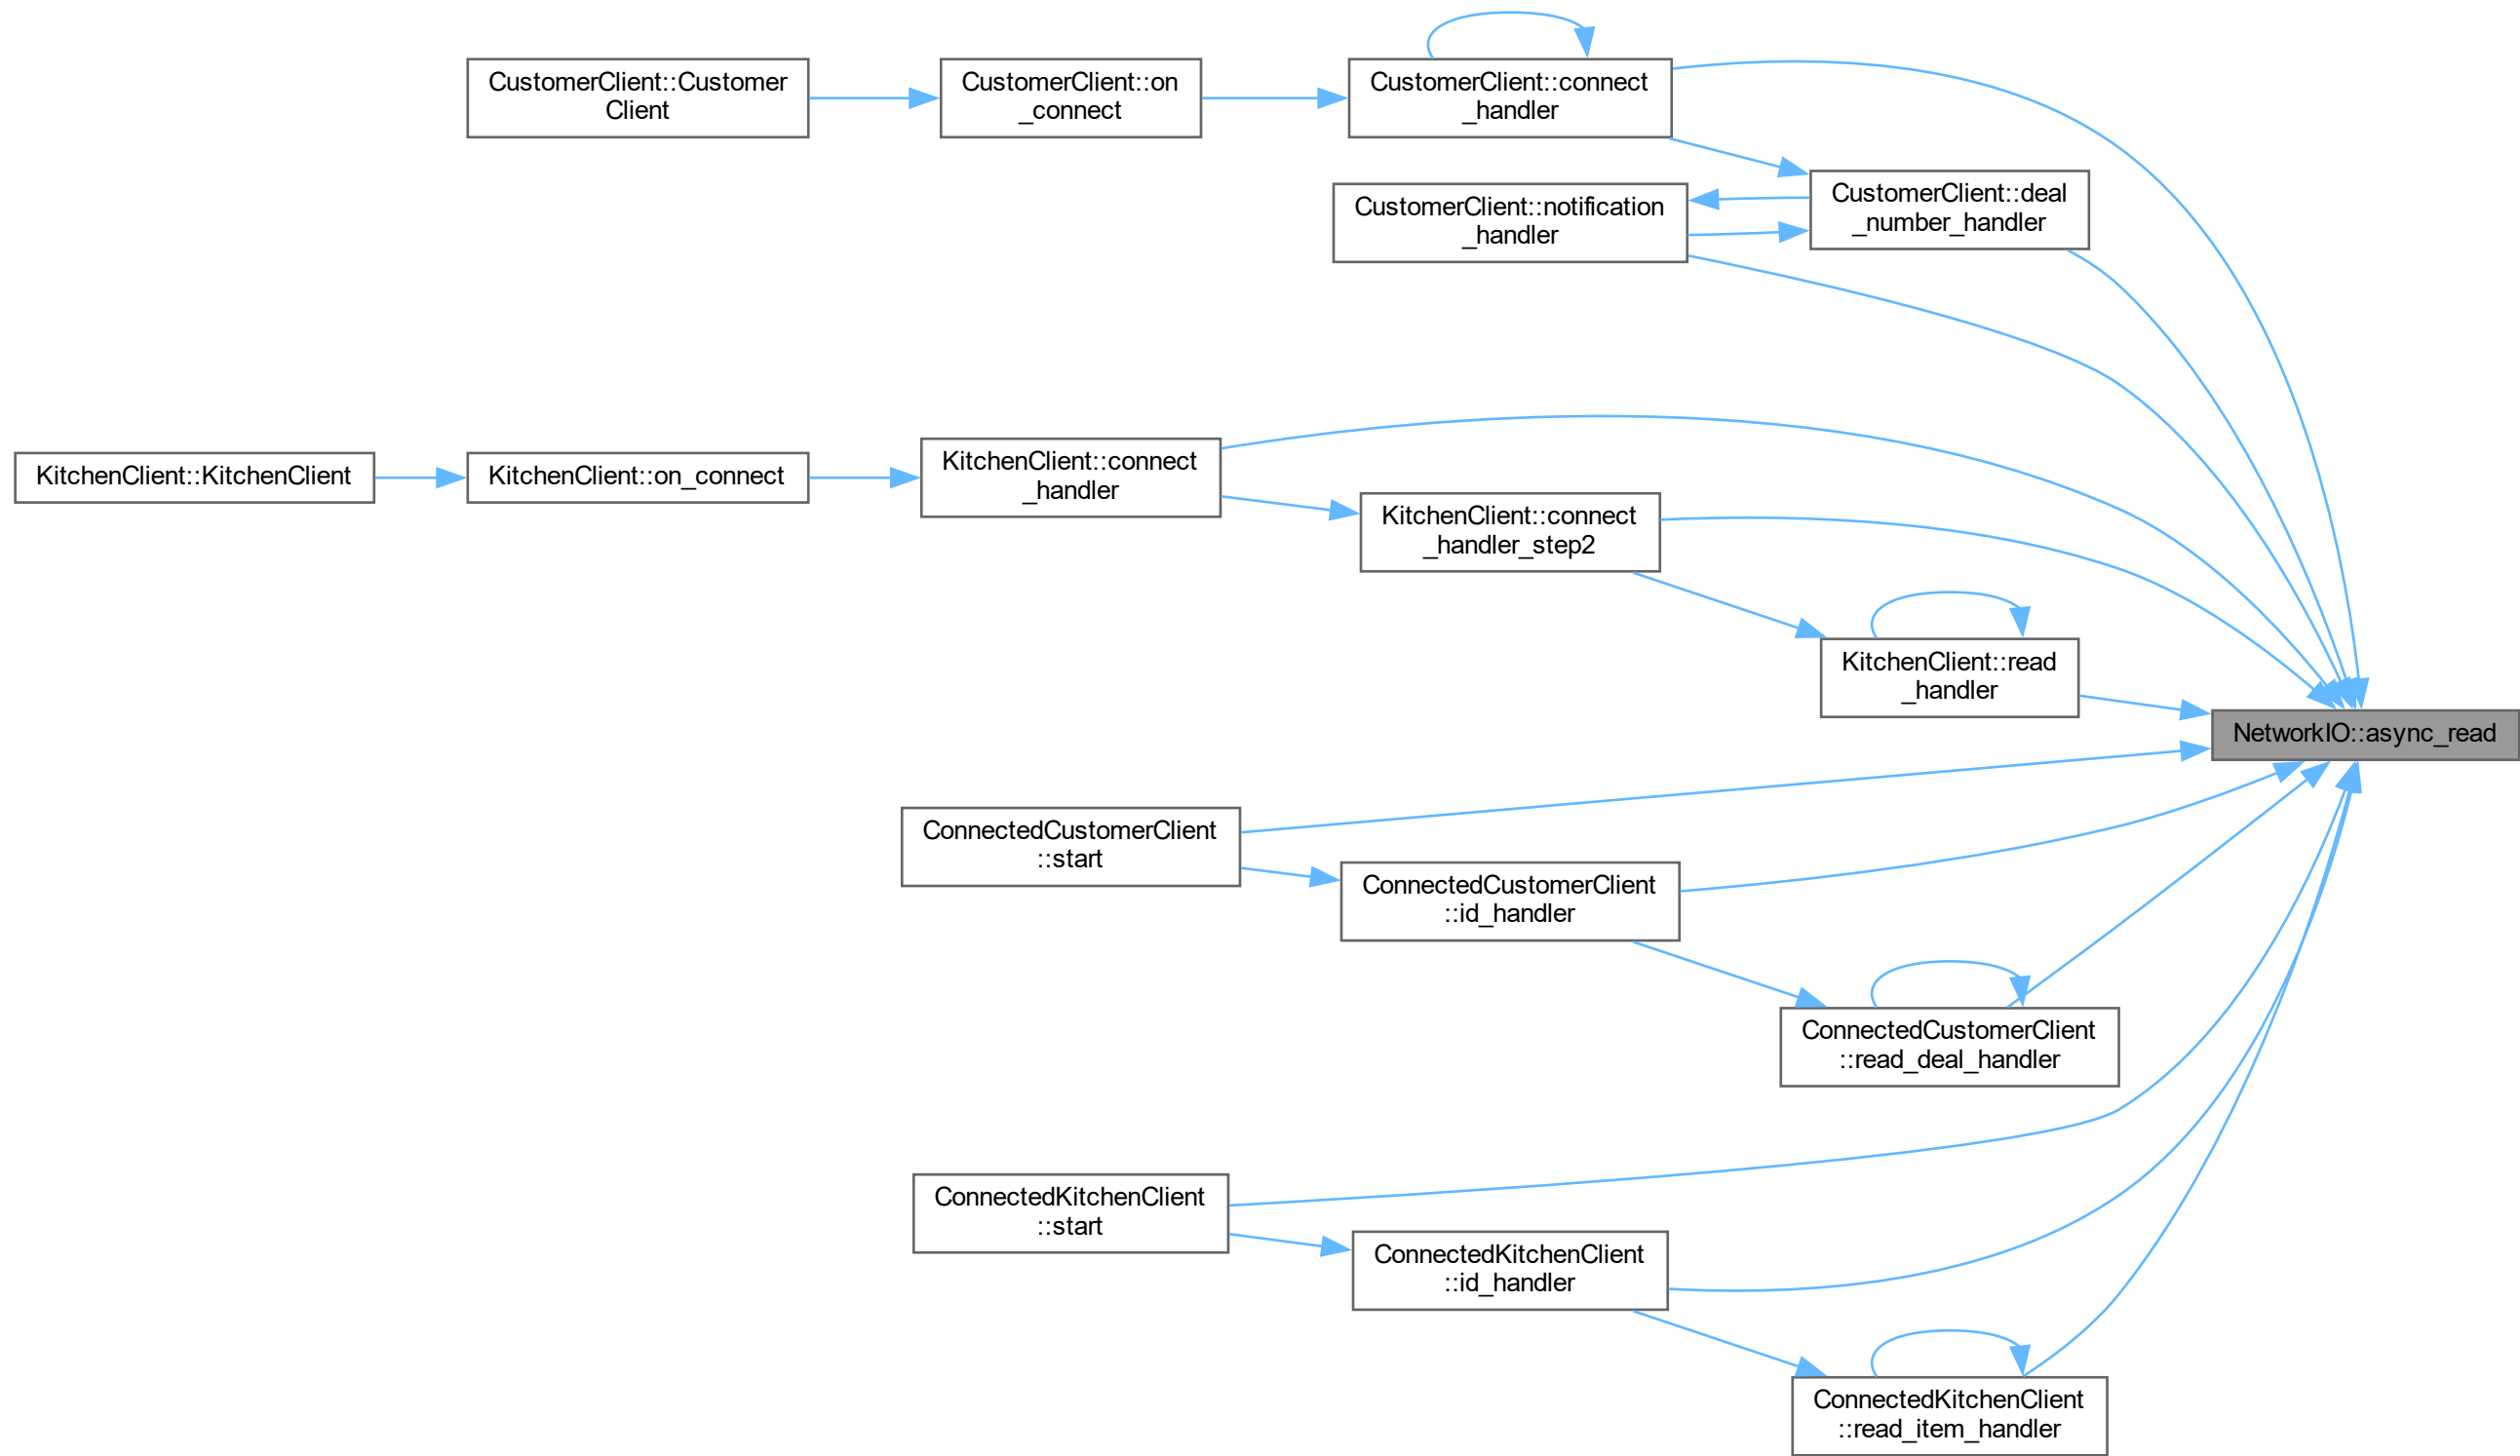 CustomerClient::Customer
Client
CustomerClient::on
_connect
CustomerClient::connect
_handler
CustomerClient::notification
_handler
CustomerClient::deal
_number_handler
KitchenClient::KitchenClient
KitchenClient::on_connect
KitchenClient::connect
_handler
KitchenClient::connect
_handler_step2
KitchenClient::read
_handler
NetworkIO::async_read
ConnectedCustomerClient
::start
ConnectedCustomerClient
::id_handler
ConnectedCustomerClient
::read_deal_handler
ConnectedKitchenClient
::start
ConnectedKitchenClient
::id_handler
ConnectedKitchenClient
::read_item_handler